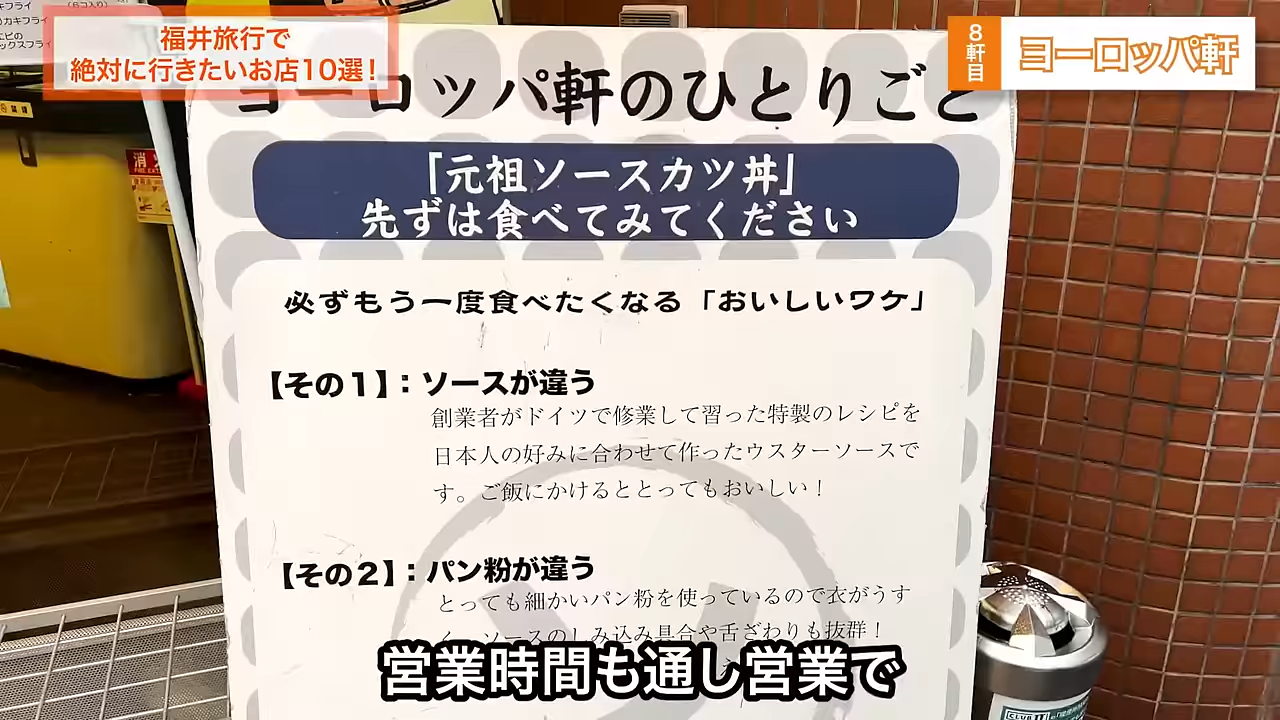 福井旅行で
絶対に行きたいお店10選!
8軒目
ヨーロッパ軒
ヨーロッパ軒のひとりごと
「元祖ソースカツ丼」
先ずは食べてみてください
必ずもう一度食べたくなる「おいしいワケ」
【その1】:ソースが違う
創業者がドイツで修業して習った特製のレシピを
日本人の好みに合わせて作ったウスターソースで
す。ご飯にかけるととってもおいしい!
【その2】:パン粉が違う
とっても細かいパン粉を使っているので衣がうす
く、ソースのしみ込み具合や舌ざわりも抜群!
営業時間も通し営業で